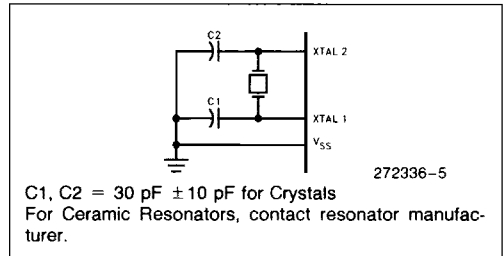 C2
XTAL 2
C1
XTAL 1
VSS
272336-5
C1, C2 = 30 pF ±10 pF for Crystals
For Ceramic Resonators, contact resonator manufac-
turer.